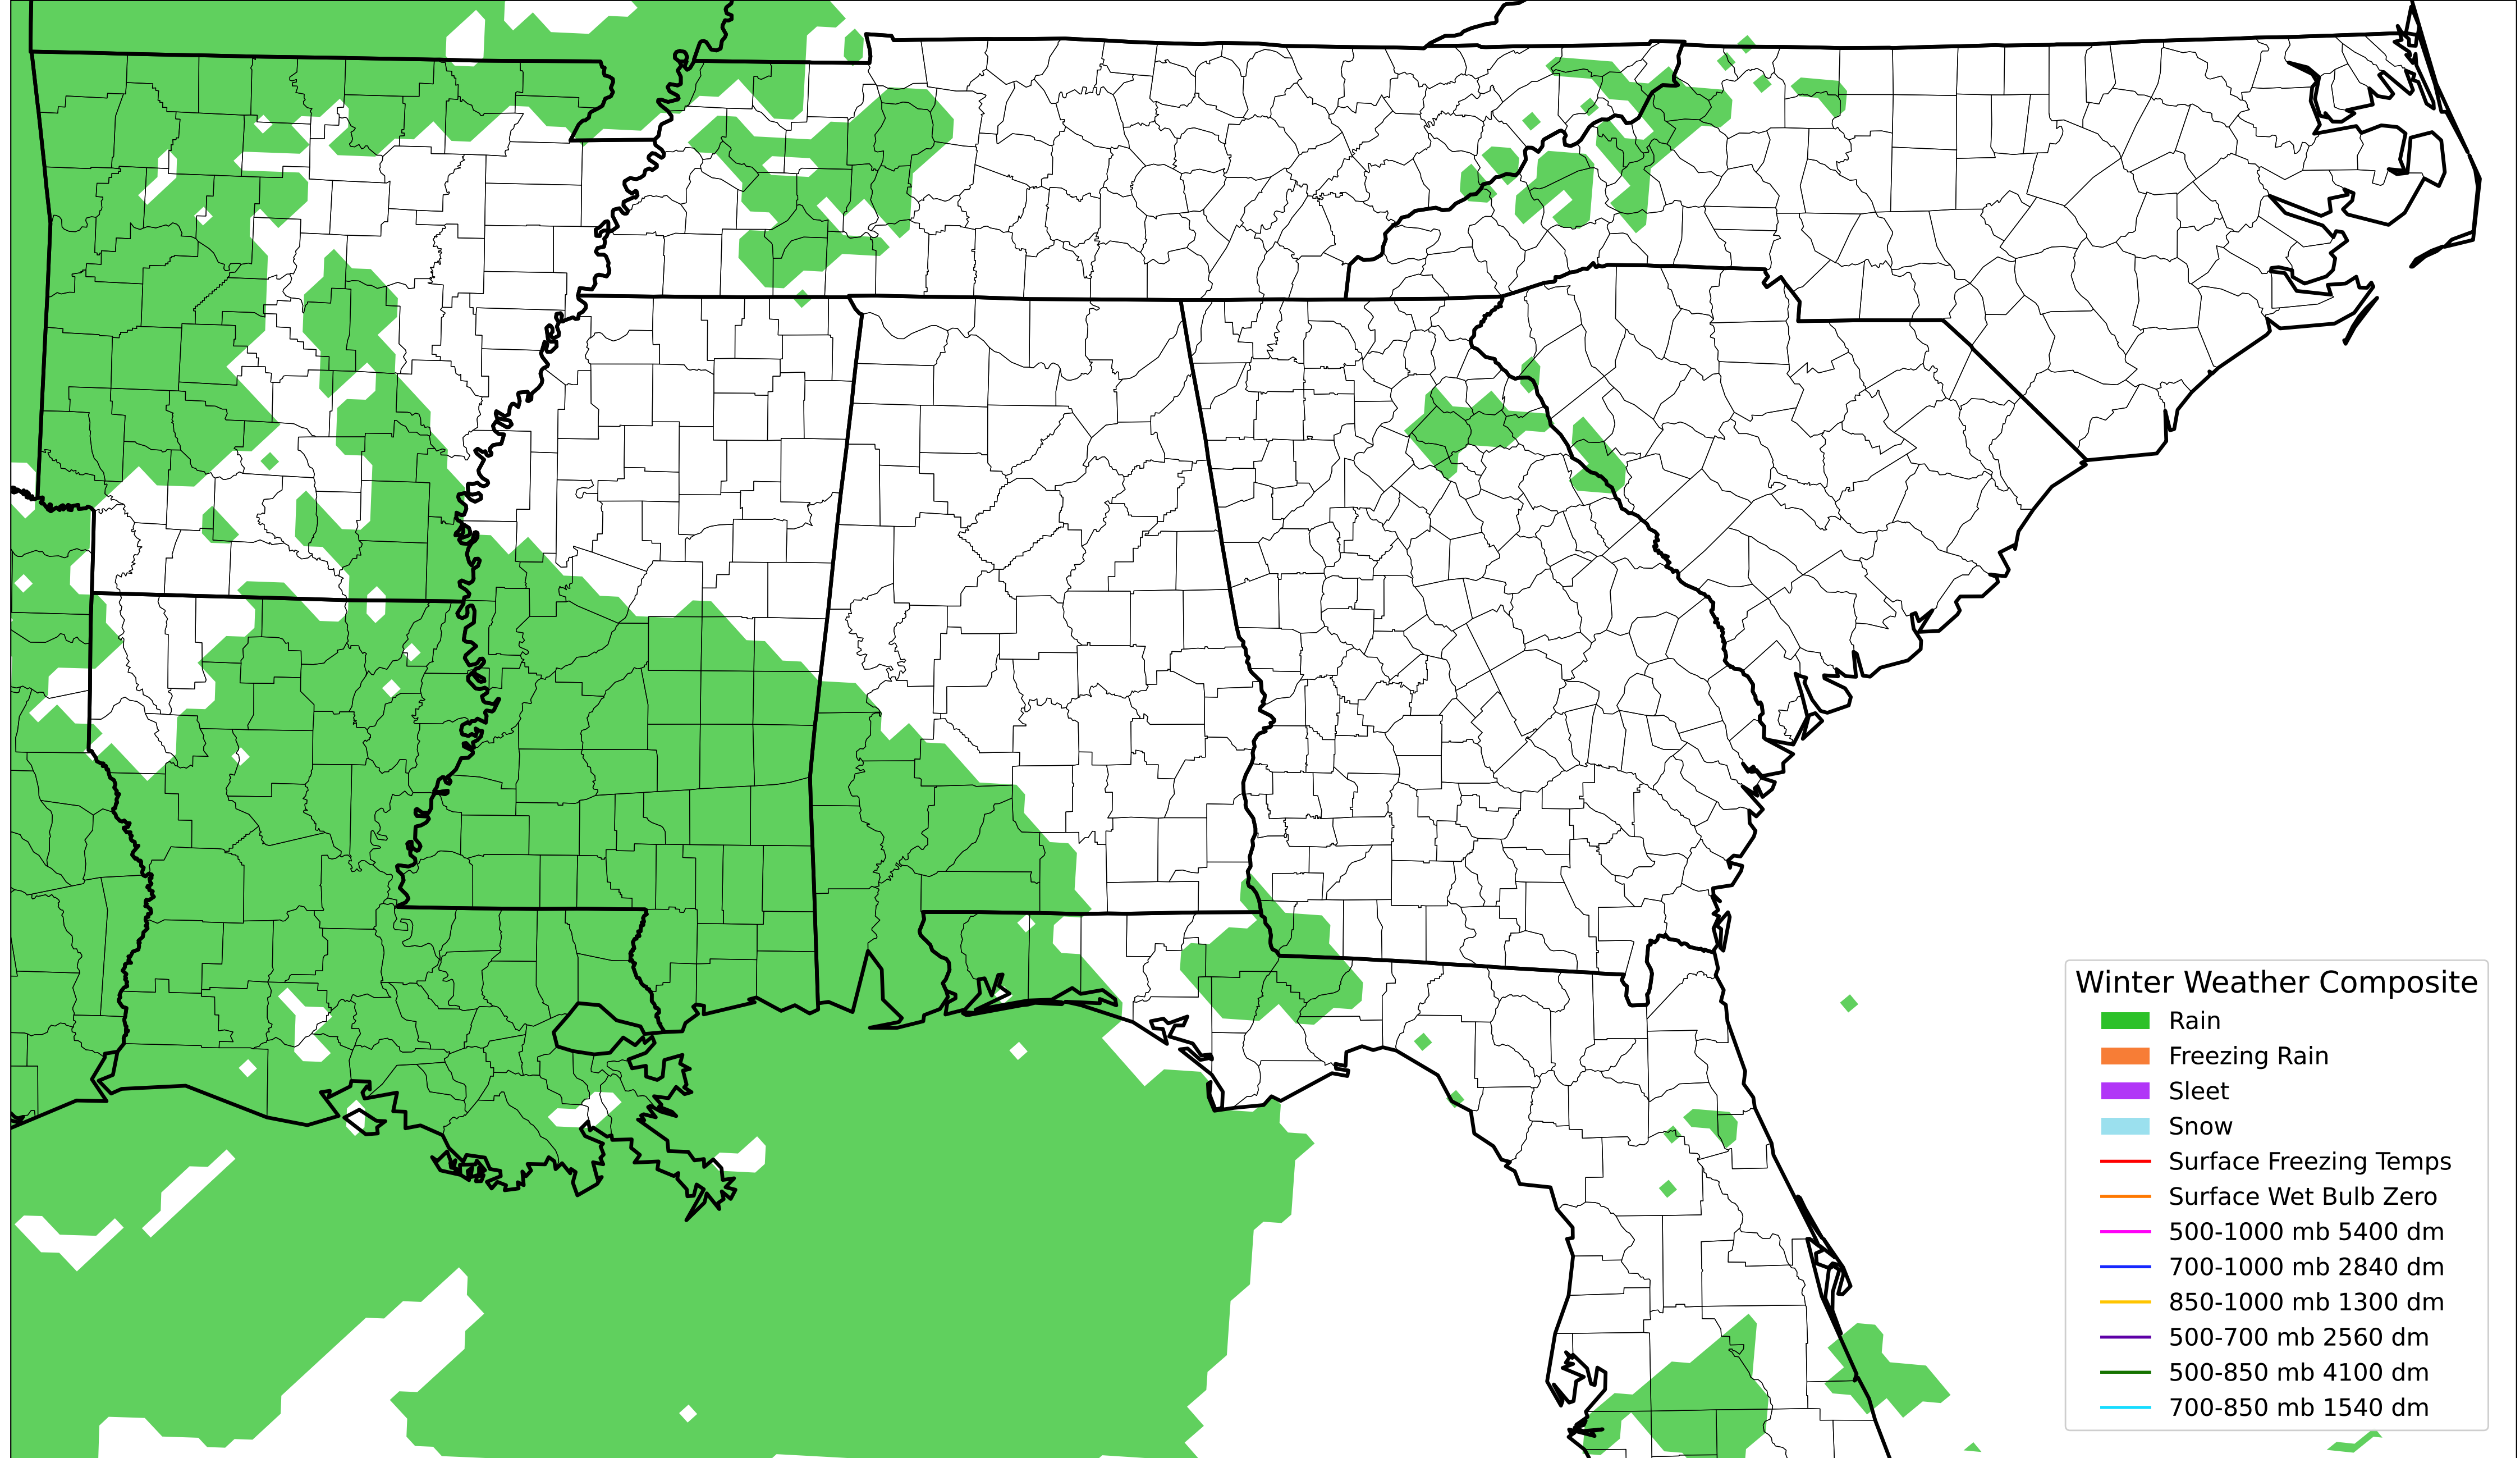 Winter Weather Composite
Rain
Freezing Rain
Sleet
Snow
Surface Freezing Temps
Surface Wet Bulb Zero
500-1000 mb 5400 dm
700-1000 mb 2840 dm
850-1000 mb 1300 dm
500-700 mb 2560 dm
500-850 mb 4100 dm
700-850 mb 1540 dm